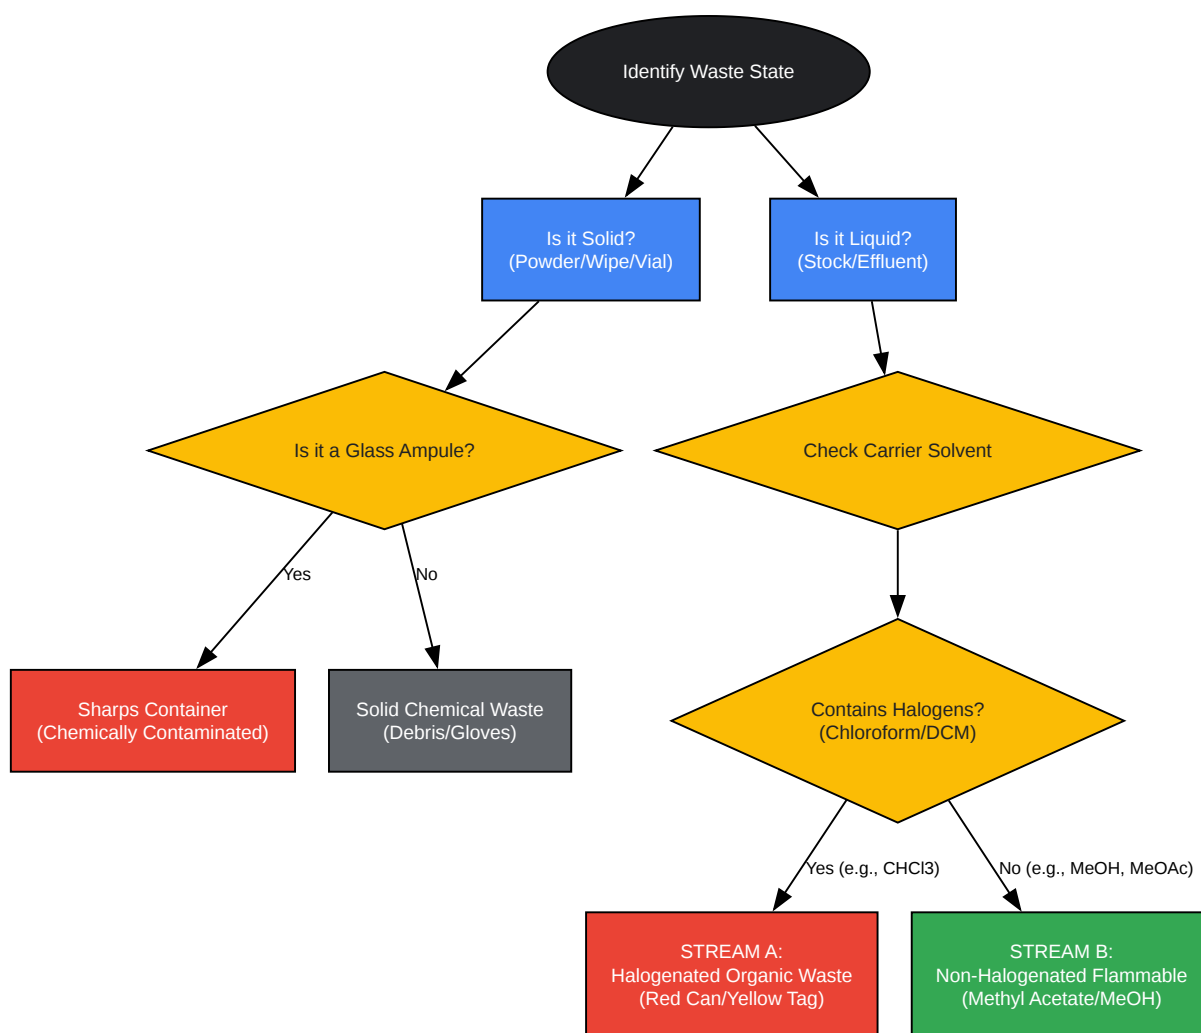 Identify Waste State
Is it Solid?
(Powder/Wipe/Vial)
Is it Liquid?
(Stock/Effluent)
Is it a Glass Ampule?
Check Carrier Solvent
Yes
No
Sharps Container
(Chemically Contaminated)
Solid Chemical Waste
(Debris/Gloves)
Contains Halogens?
(Chloroform/DCM)
Yes (e.g., CHCl3)
No (e.g., MeOH, MeOAc)
STREAM A:
Halogenated Organic Waste
(Red Can/Yellow Tag)
STREAM B:
Non-Halogenated Flammable
(Methyl Acetate/MeOH)